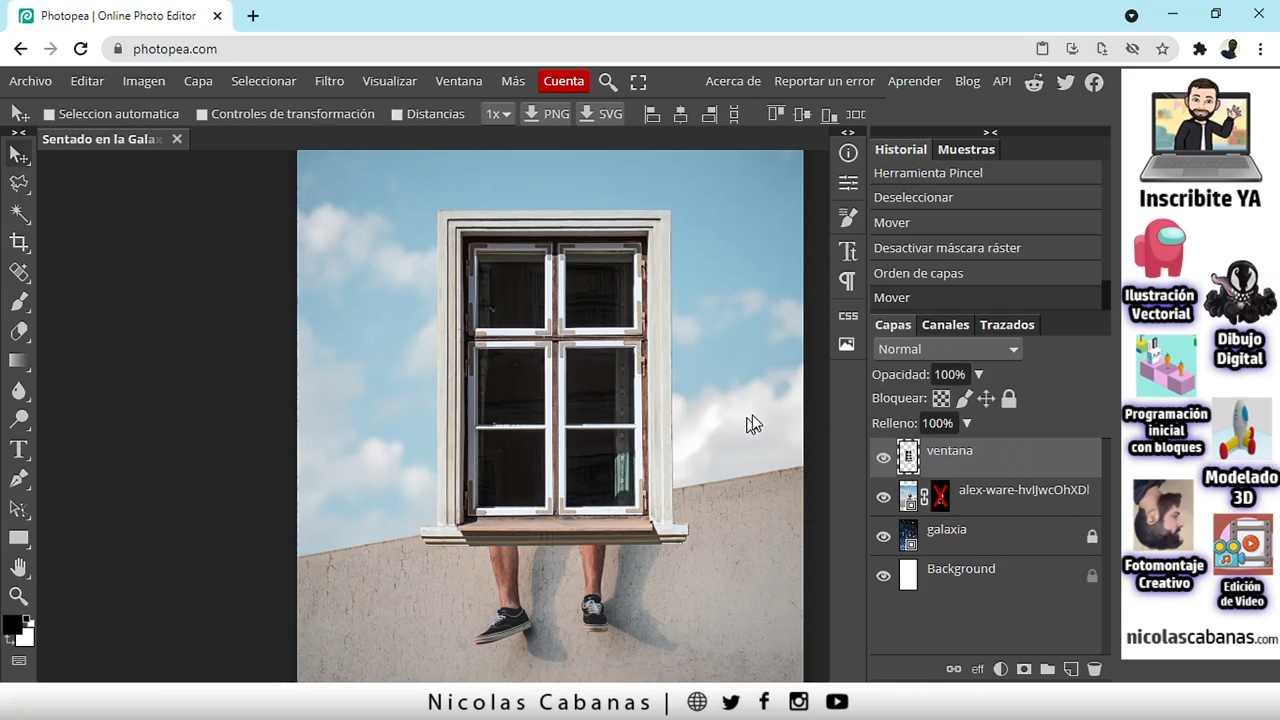 Photopea | Online Photo Editor
photopea.com
Archivo Editar Imagen Capa Seleccionar Filtro Visualizar Ventana Más Cuenta Acerca de Reportar un error Aprender Blog API
Seleccion automatica Controles de transformación Distancias 1x PNG SVG
Sentado en la Gala
Historial Muestras
Herramienta Pincel
Deseleccionar
Mover
Desactivar máscara ráster
Orden de capas
Mover
CSS
Capas Canales Trazados
Normal
Opacidad: 100%
Bloquear:
Relleno: 100%
ventana
alex-ware-hvIJwcOhXD
galaxia
Background
eff
Inscribite YA
Ilustración
Vectorial
Dibujo
Digital
Programación
inicial
con bloques
Modelado
3D
Fotomontaje
Creativo
Edición
de Video
nicolascabanas.com
Nicolas Cabanas |